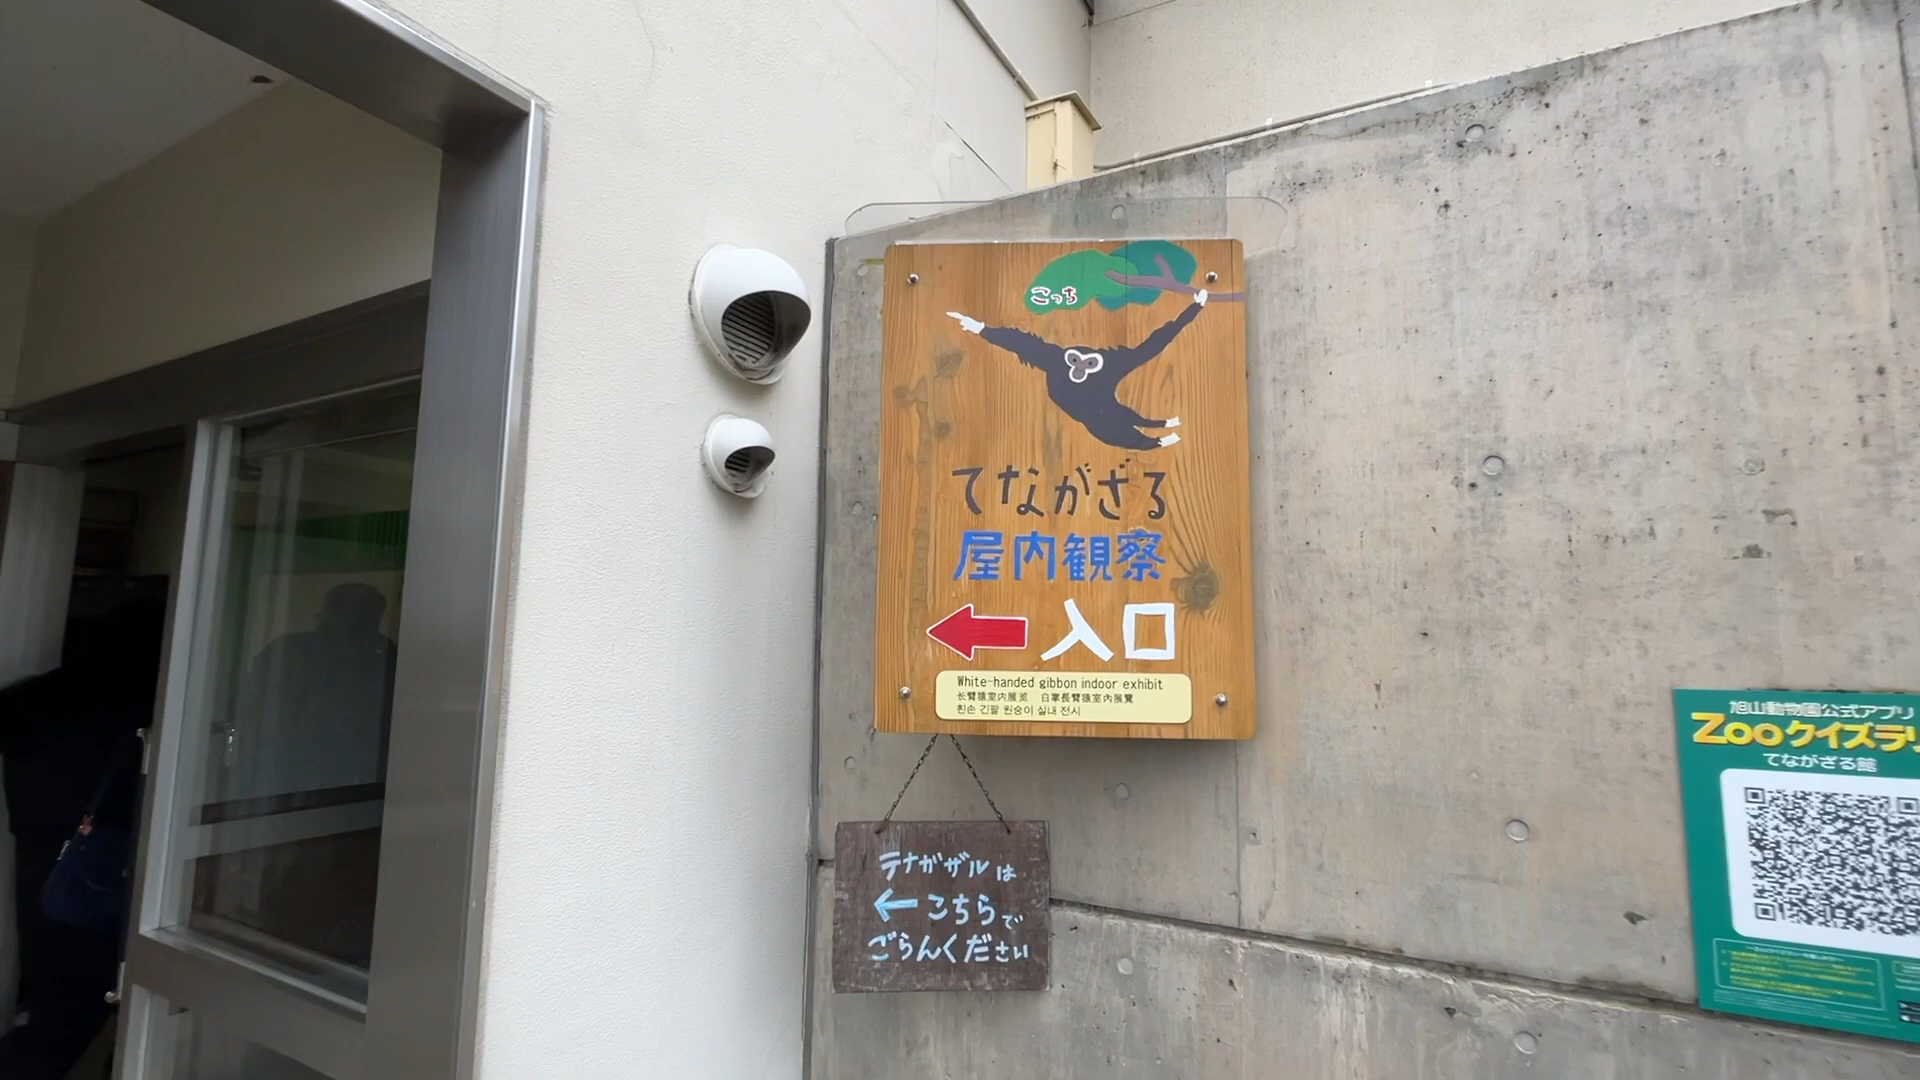 こっち
てながざる
屋内観察
入口
White-handed gibbon indoor exhibit
长臂猿室内展览 白掌長臂猿室內展覽
흰손 긴팔 원숭이 실내 전시
テナガザルは
こちらで
ごらんください
旭山動物園公式アプリ
Zooクイズラリ
てながざる館